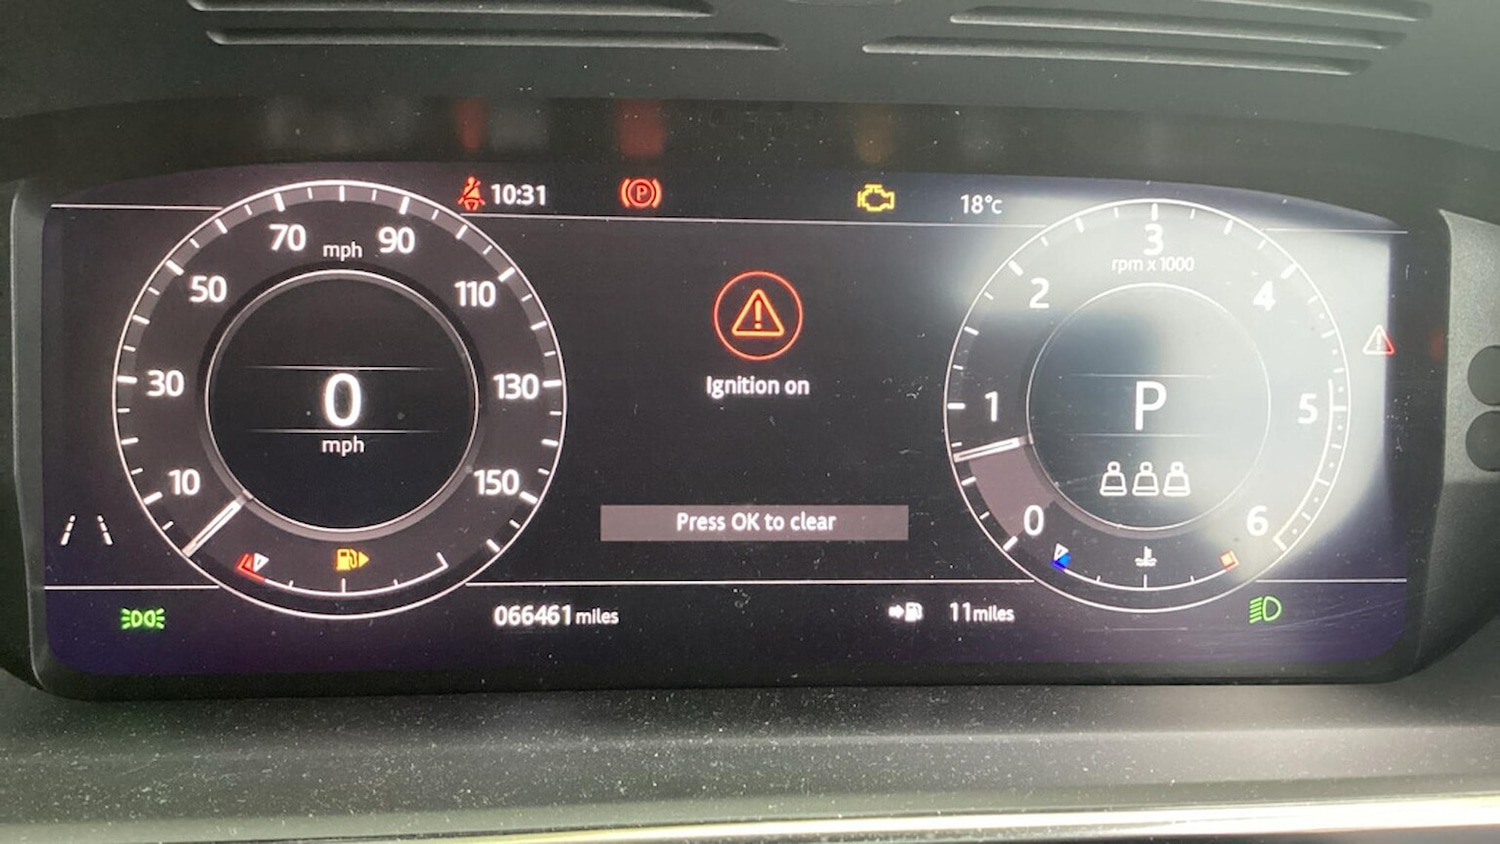 10:31
P
18°c
70
90
mph
50
110
30
130
10
150
0
mph
Ignition on
Press OK to clear
3
rpm x 1000
2
4
1
5
0
6
P
066461 miles
11 miles